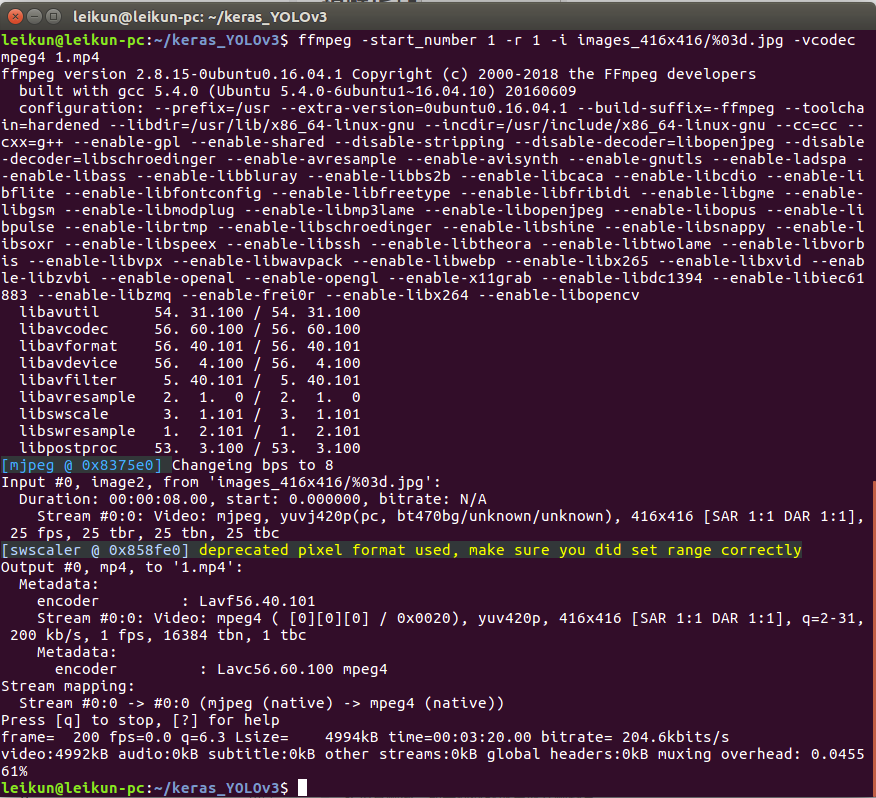 leikun@leikun-pc: ~/keras_YOLOv3
leikun@leikun-pc:~/keras_YOLOv3$ ffmpeg -start_number 1 -r 1 -i images_416x416/%03d.jpg -vcodec
mpeg4 1.mp4
ffmpeg version 2.8.15-0ubuntu0.16.04.1 Copyright (c) 2000-2018 the FFmpeg developers
  built with gcc 5.4.0 (Ubuntu 5.4.0-6ubuntu1~16.04.10) 20160609
  configuration: --prefix=/usr --extra-version=0ubuntu0.16.04.1 --build-suffix=-ffmpeg --toolcha
in=hardened --libdir=/usr/lib/x86_64-linux-gnu --incdir=/usr/include/x86_64-linux-gnu --cc=cc --
cxx=g++ --enable-gpl --enable-shared --disable-stripping --disable-decoder=libopenjpeg --disable
-decoder=libschroedinger --enable-avresample --enable-avisynth --enable-gnutls --enable-ladspa -
-enable-libass --enable-libbluray --enable-libbs2b --enable-libcaca --enable-libcdio --enable-li
bflite --enable-libfontconfig --enable-libfreetype --enable-libfribidi --enable-libgme --enable-
libgsm --enable-libmodplug --enable-libmp3lame --enable-libopenjpeg --enable-libopus --enable-li
bpulse --enable-librtmp --enable-libschroedinger --enable-libshine --enable-libsnappy --enable-l
ibsoxr --enable-libspeex --enable-libssh --enable-libtheora --enable-libtwolame --enable-libvorb
is --enable-libvpx --enable-libwavpack --enable-libwebp --enable-libx265 --enable-libxvid --enab
le-libzvbi --enable-openal --enable-opengl --enable-x11grab --enable-libdc1394 --enable-libiec61
883 --enable-libzmq --enable-frei0r --enable-libx264 --enable-libopencv
  libavutil      54. 31.100 / 54. 31.100
  libavcodec     56. 60.100 / 56. 60.100
  libavformat    56. 40.101 / 56. 40.101
  libavdevice    56.  4.100 / 56.  4.100
  libavfilter     5. 40.101 /  5. 40.101
  libavresample   2.  1.  0 /  2.  1.  0
  libswscale      3.  1.101 /  3.  1.101
  libswresample   1.  2.101 /  1.  2.101
  libpostproc    53.  3.100 / 53.  3.100
[mjpeg @ 0x8375e0] Changeing bps to 8
Input #0, image2, from 'images_416x416/%03d.jpg':
  Duration: 00:00:08.00, start: 0.000000, bitrate: N/A
    Stream #0:0: Video: mjpeg, yuvj420p(pc, bt470bg/unknown/unknown), 416x416 [SAR 1:1 DAR 1:1],
 25 fps, 25 tbr, 25 tbn, 25 tbc
[swscaler @ 0x858fe0] deprecated pixel format used, make sure you did set range correctly
Output #0, mp4, to '1.mp4':
  Metadata:
    encoder         : Lavf56.40.101
    Stream #0:0: Video: mpeg4 ( [0][0][0] / 0x0020), yuv420p, 416x416 [SAR 1:1 DAR 1:1], q=2-31,
 200 kb/s, 1 fps, 16384 tbn, 1 tbc
    Metadata:
      encoder         : Lavc56.60.100 mpeg4
Stream mapping:
  Stream #0:0 -> #0:0 (mjpeg (native) -> mpeg4 (native))
Press [q] to stop, [?] for help
frame=  200 fps=0.0 q=6.3 Lsize=    4994kB time=00:03:20.00 bitrate= 204.6kbits/s
video:4992kB audio:0kB subtitle:0kB other streams:0kB global headers:0kB muxing overhead: 0.0455
61%
leikun@leikun-pc:~/keras_YOLOv3$